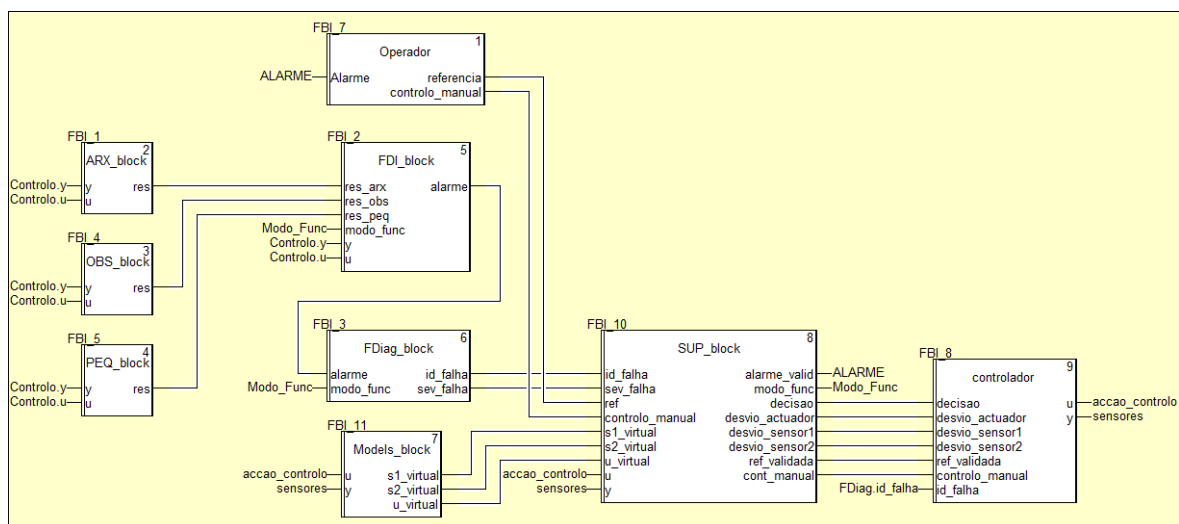 FBI_7
1
Operador
ALARME
Alarme
referencia
controlo_manual
FBI_1
2
ARX_block
Controlo.y
y
res
Controlo.u
u
FBI_4
3
OBS_block
Controlo.y
y
res
Controlo.u
u
FBI_5
4
PEQ_block
Controlo.y
y
res
Controlo.u
u
FBI_2
5
FDI_block
res_arx
alarme
res_obs
res_peq
Modo_Func
modo_func
Controlo.y
y
Controlo.u
u
FBI_3
6
FDiag_block
alarme
id_falha
Modo_Func
modo_func
sev_falha
FBI_11
7
Models_block
accao_controlo
u
s1_virtual
sensores
y
s2_virtual
u_virtual
FBI_10
8
SUP_block
id_falha
alarme_valid
ALARME
sev_falha
modo_func
Modo_Func
ref
decisao
controlo_manual
desvio_actuador
s1_virtual
desvio_sensor1
s2_virtual
desvio_sensor2
u_virtual
ref_validada
accao_controlo
u
cont_manual
sensores
y
FBI_8
9
controlador
decisao
u
accao_controlo
desvio_actuador
y
sensores
desvio_sensor1
desvio_sensor2
ref_validada
controlo_manual
FDiag.id_falha
id_falha